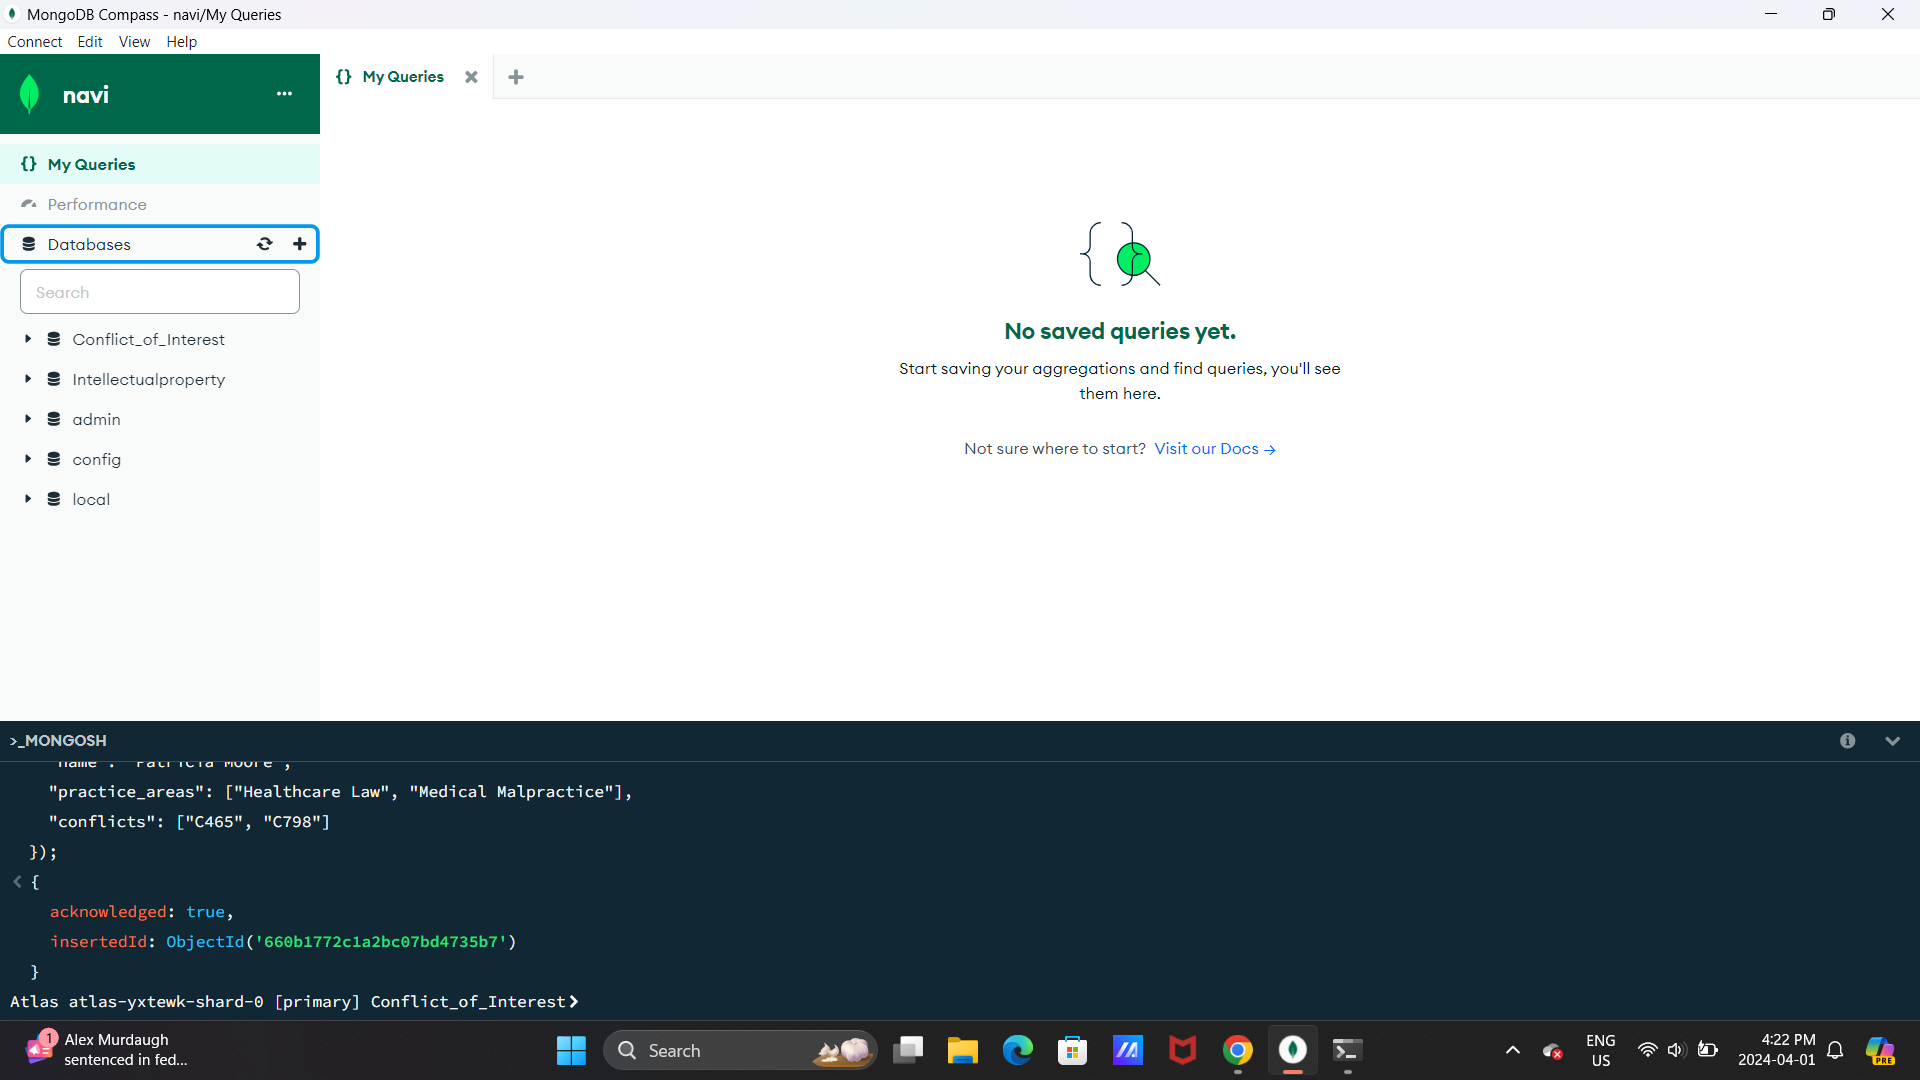 MongoDB Compass - navi/My Queries
Connect Edit View Help
navi
{} My Queries
My Queries
Performance
Databases
Search
Conflict_of_Interest
Intellectualproperty
admin
config
local
No saved queries yet.
Start saving your aggregations and find queries, you'll see
them here.
Not sure where to start? Visit our Docs →
>_MONGOSH
"name": "Patricia Moore",
"practice_areas": ["Healthcare Law", "Medical Malpractice"],
"conflicts": ["C465", "C798"]
});
{
acknowledged: true,
insertedId: ObjectId('660b1772c1a2bc07bd4735b7')
}
Atlas atlas-yxtewk-shard-0 [primary] Conflict_of_Interest>
1
Alex Murdaugh
sentenced in fed...
Search
ENG
US
4:22 PM
2024-04-01
PRE